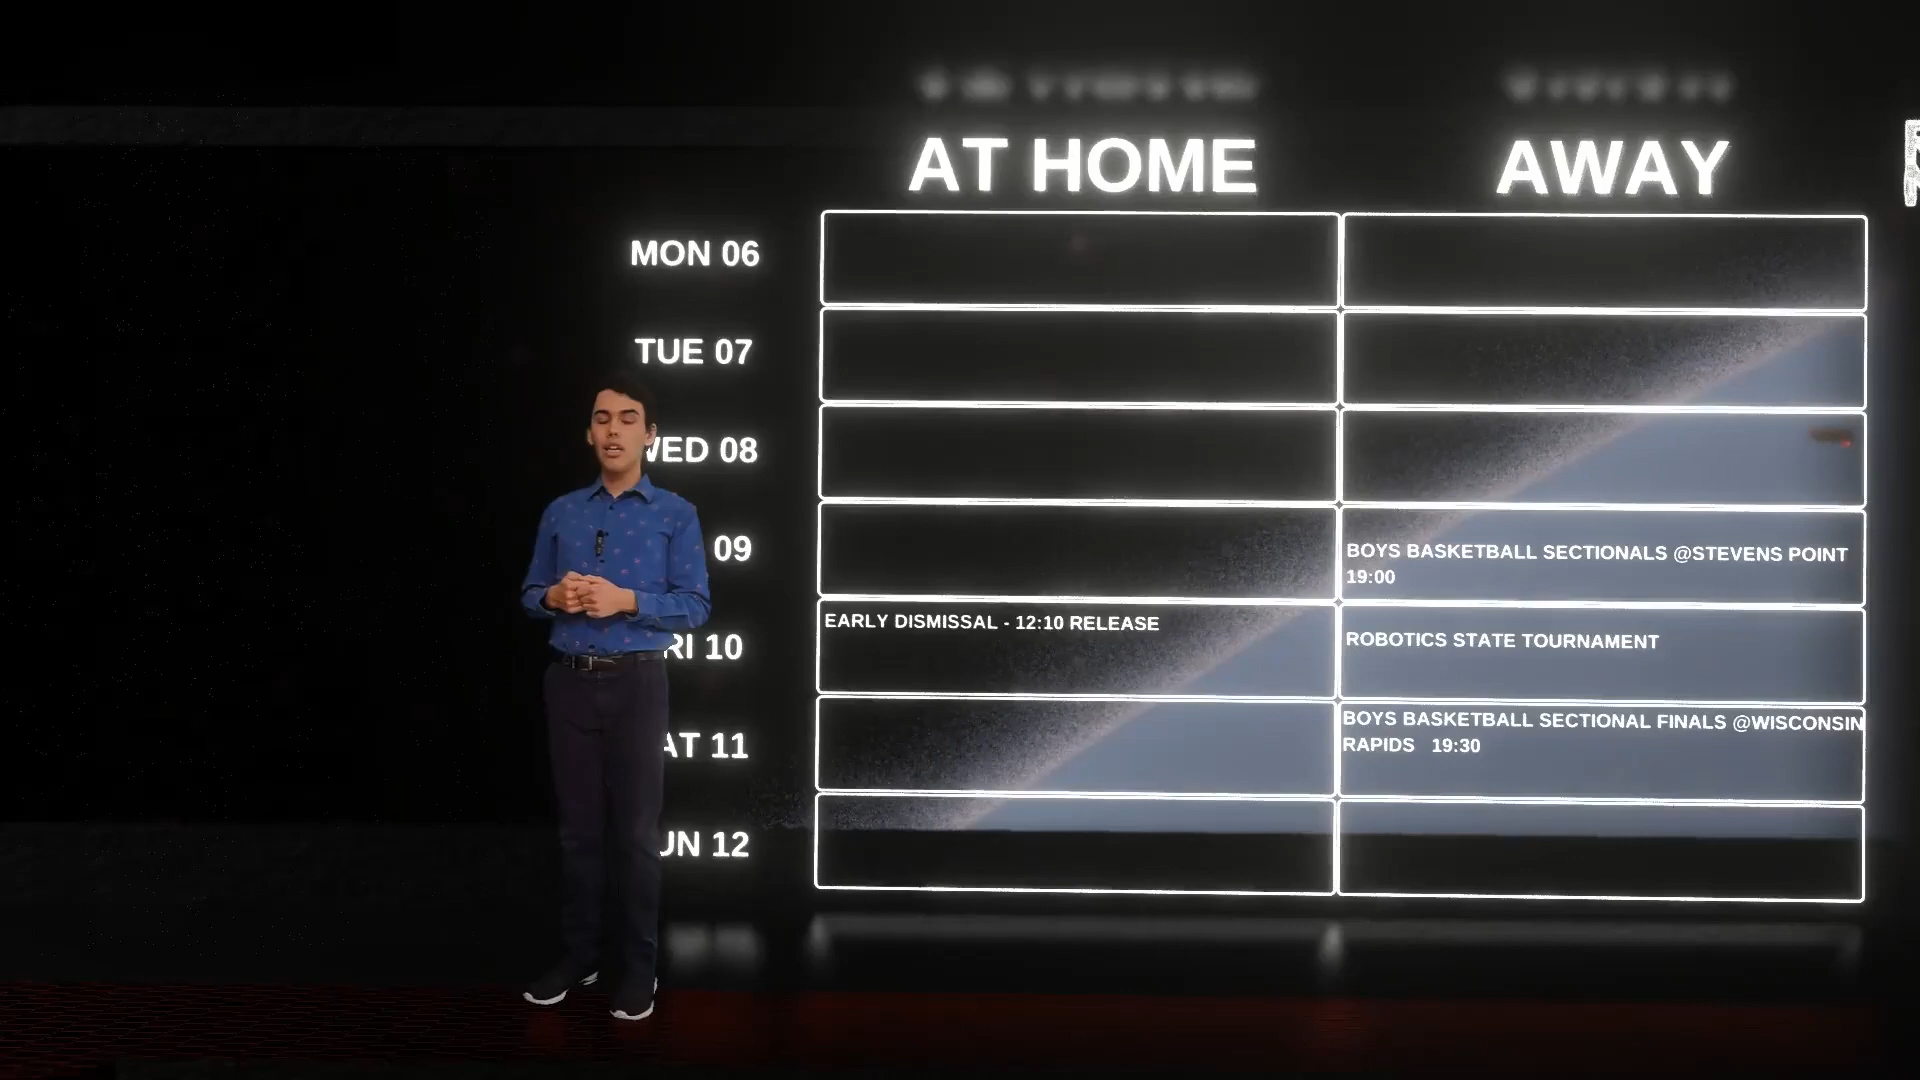 AT HOME
AWAY
MON 06
TUE 07
WED 08
09
BOYS BASKETBALL SECTIONALS @STEVENS POINT
19:00
RI 10
EARLY DISMISSAL - 12:10 RELEASE
ROBOTICS STATE TOURNAMENT
AT 11
BOYS BASKETBALL SECTIONAL FINALS @WISCONSIN
RAPIDS 19:30
UN 12